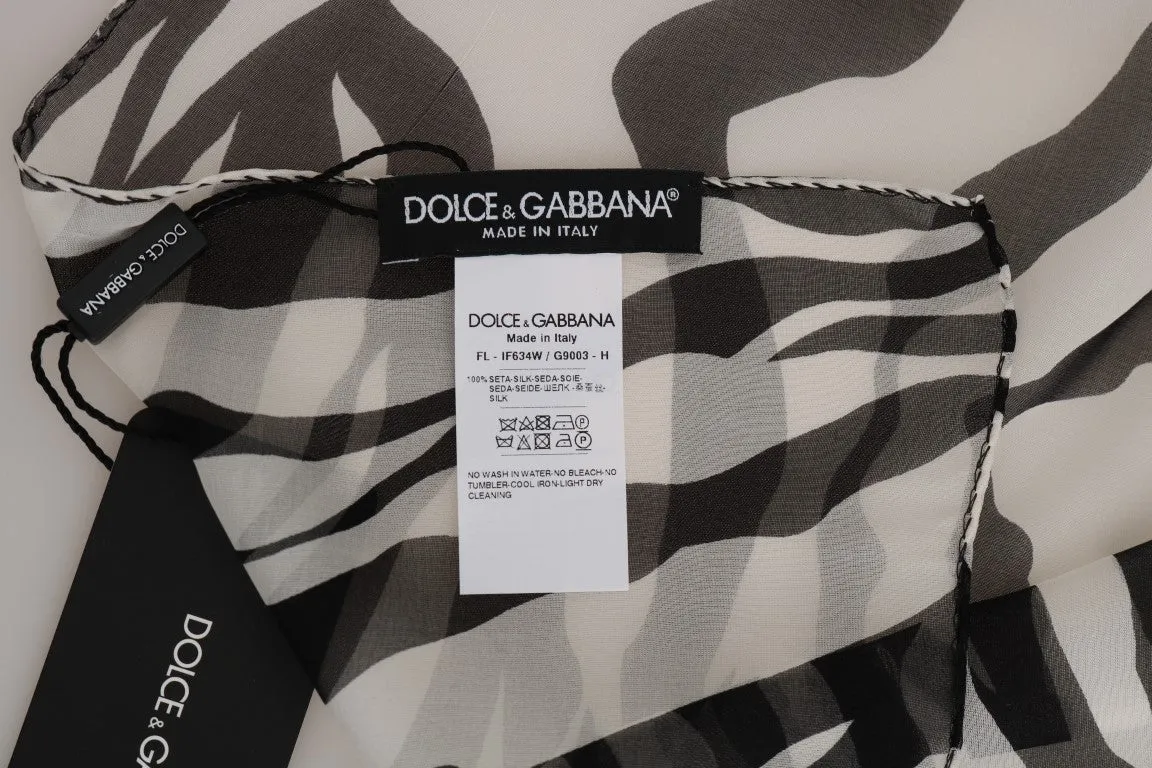 DOLCE & GABBANA®
MADE IN ITALY
DOLCE & GABBANA
DOLCE & GABBANA
Made in Italy
FL - IF634W / G9003 - H
100% SETA-SILK-SEDA-SOIE-
SEDA-SEIDE-ШЕЛК -
SILK
NO WASH IN WATER-NO BLEACH-NO
TUMBLER-COOL IRON-LIGHT DRY
CLEANING
DOLCE & GA